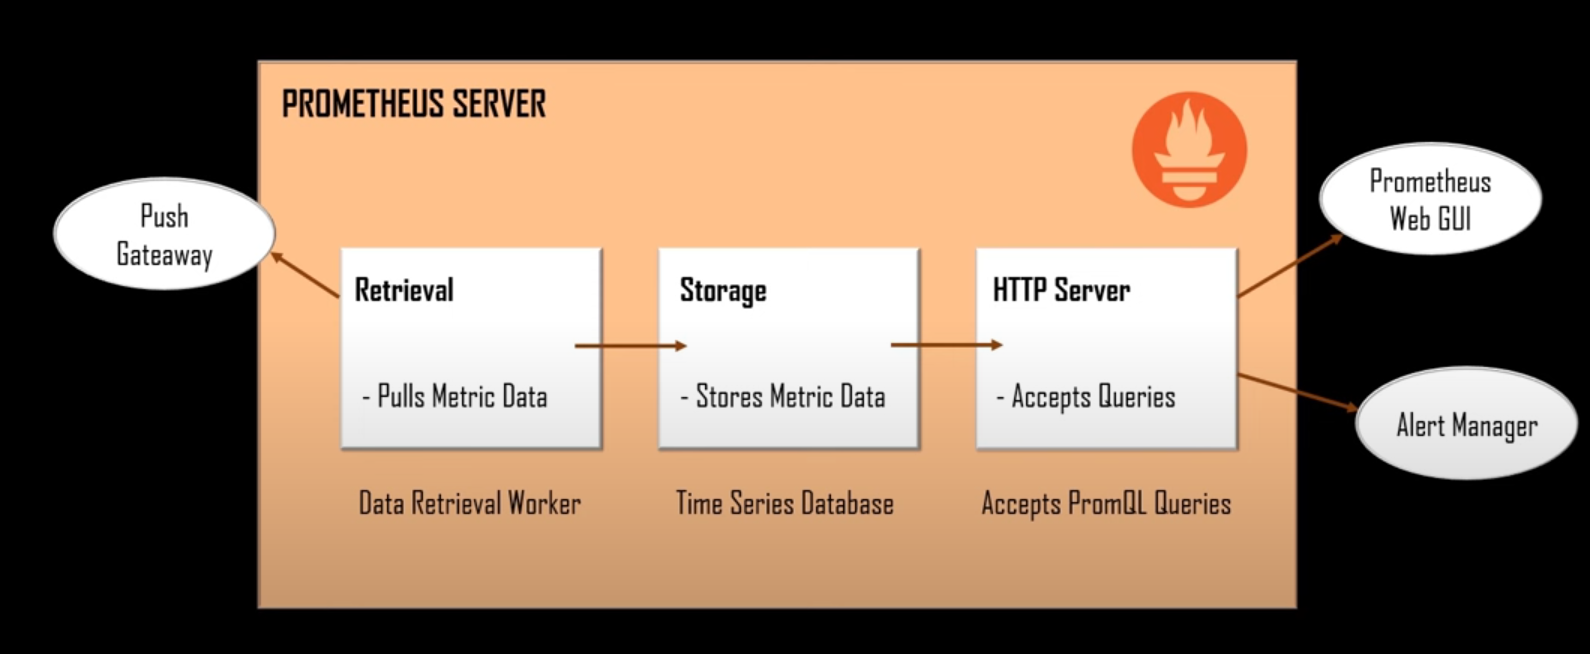 PROMETHEUS SERVER
Push
Gateaway
Prometheus
Web GUI
Retrieval
- Pulls Metric Data
Storage
- Stores Metric Data
HTTP Server
- Accepts Queries
Alert Manager
Data Retrieval Worker
Time Series Database
Accepts PromQL Queries